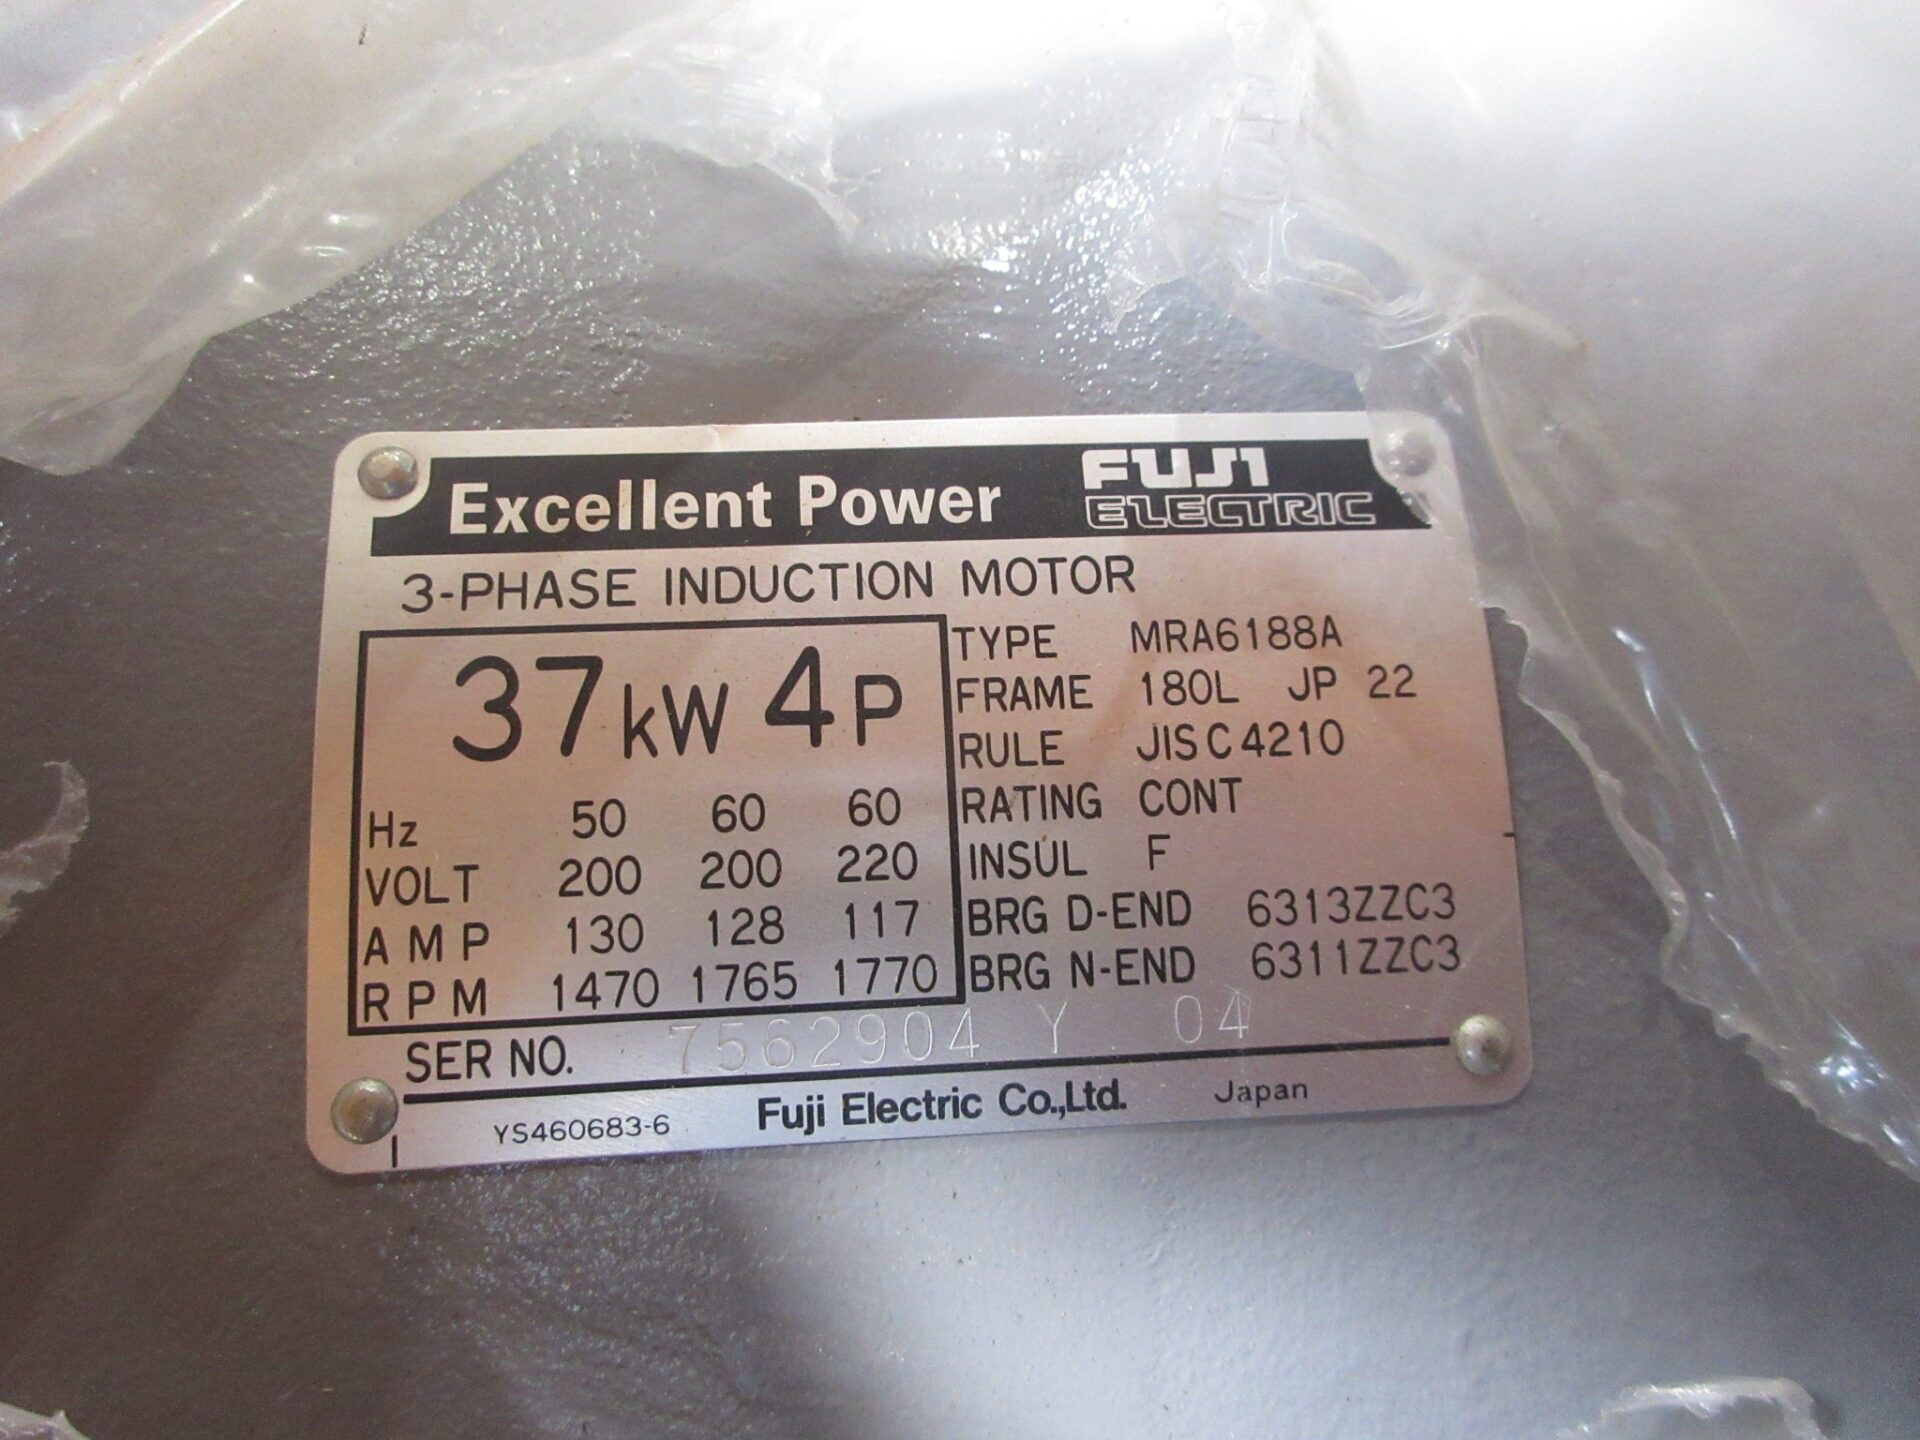 Excellent Power FUJI ELECTRIC
3-PHASE INDUCTION MOTOR
37kW 4P
Hz 50 60 60
VOLT 200 200 220
AMP 130 128 117
RPM 1470 1765 1770
TYPE MRA6188A
FRAME 180L JP 22
RULE JIS C 4210
RATING CONT
INSUL F
BRG D-END 6313ZZC3
BRG N-END 6311ZZC3
SER NO. 7562904 Y 04
YS460683-6 Fuji Electric Co.,Ltd. Japan